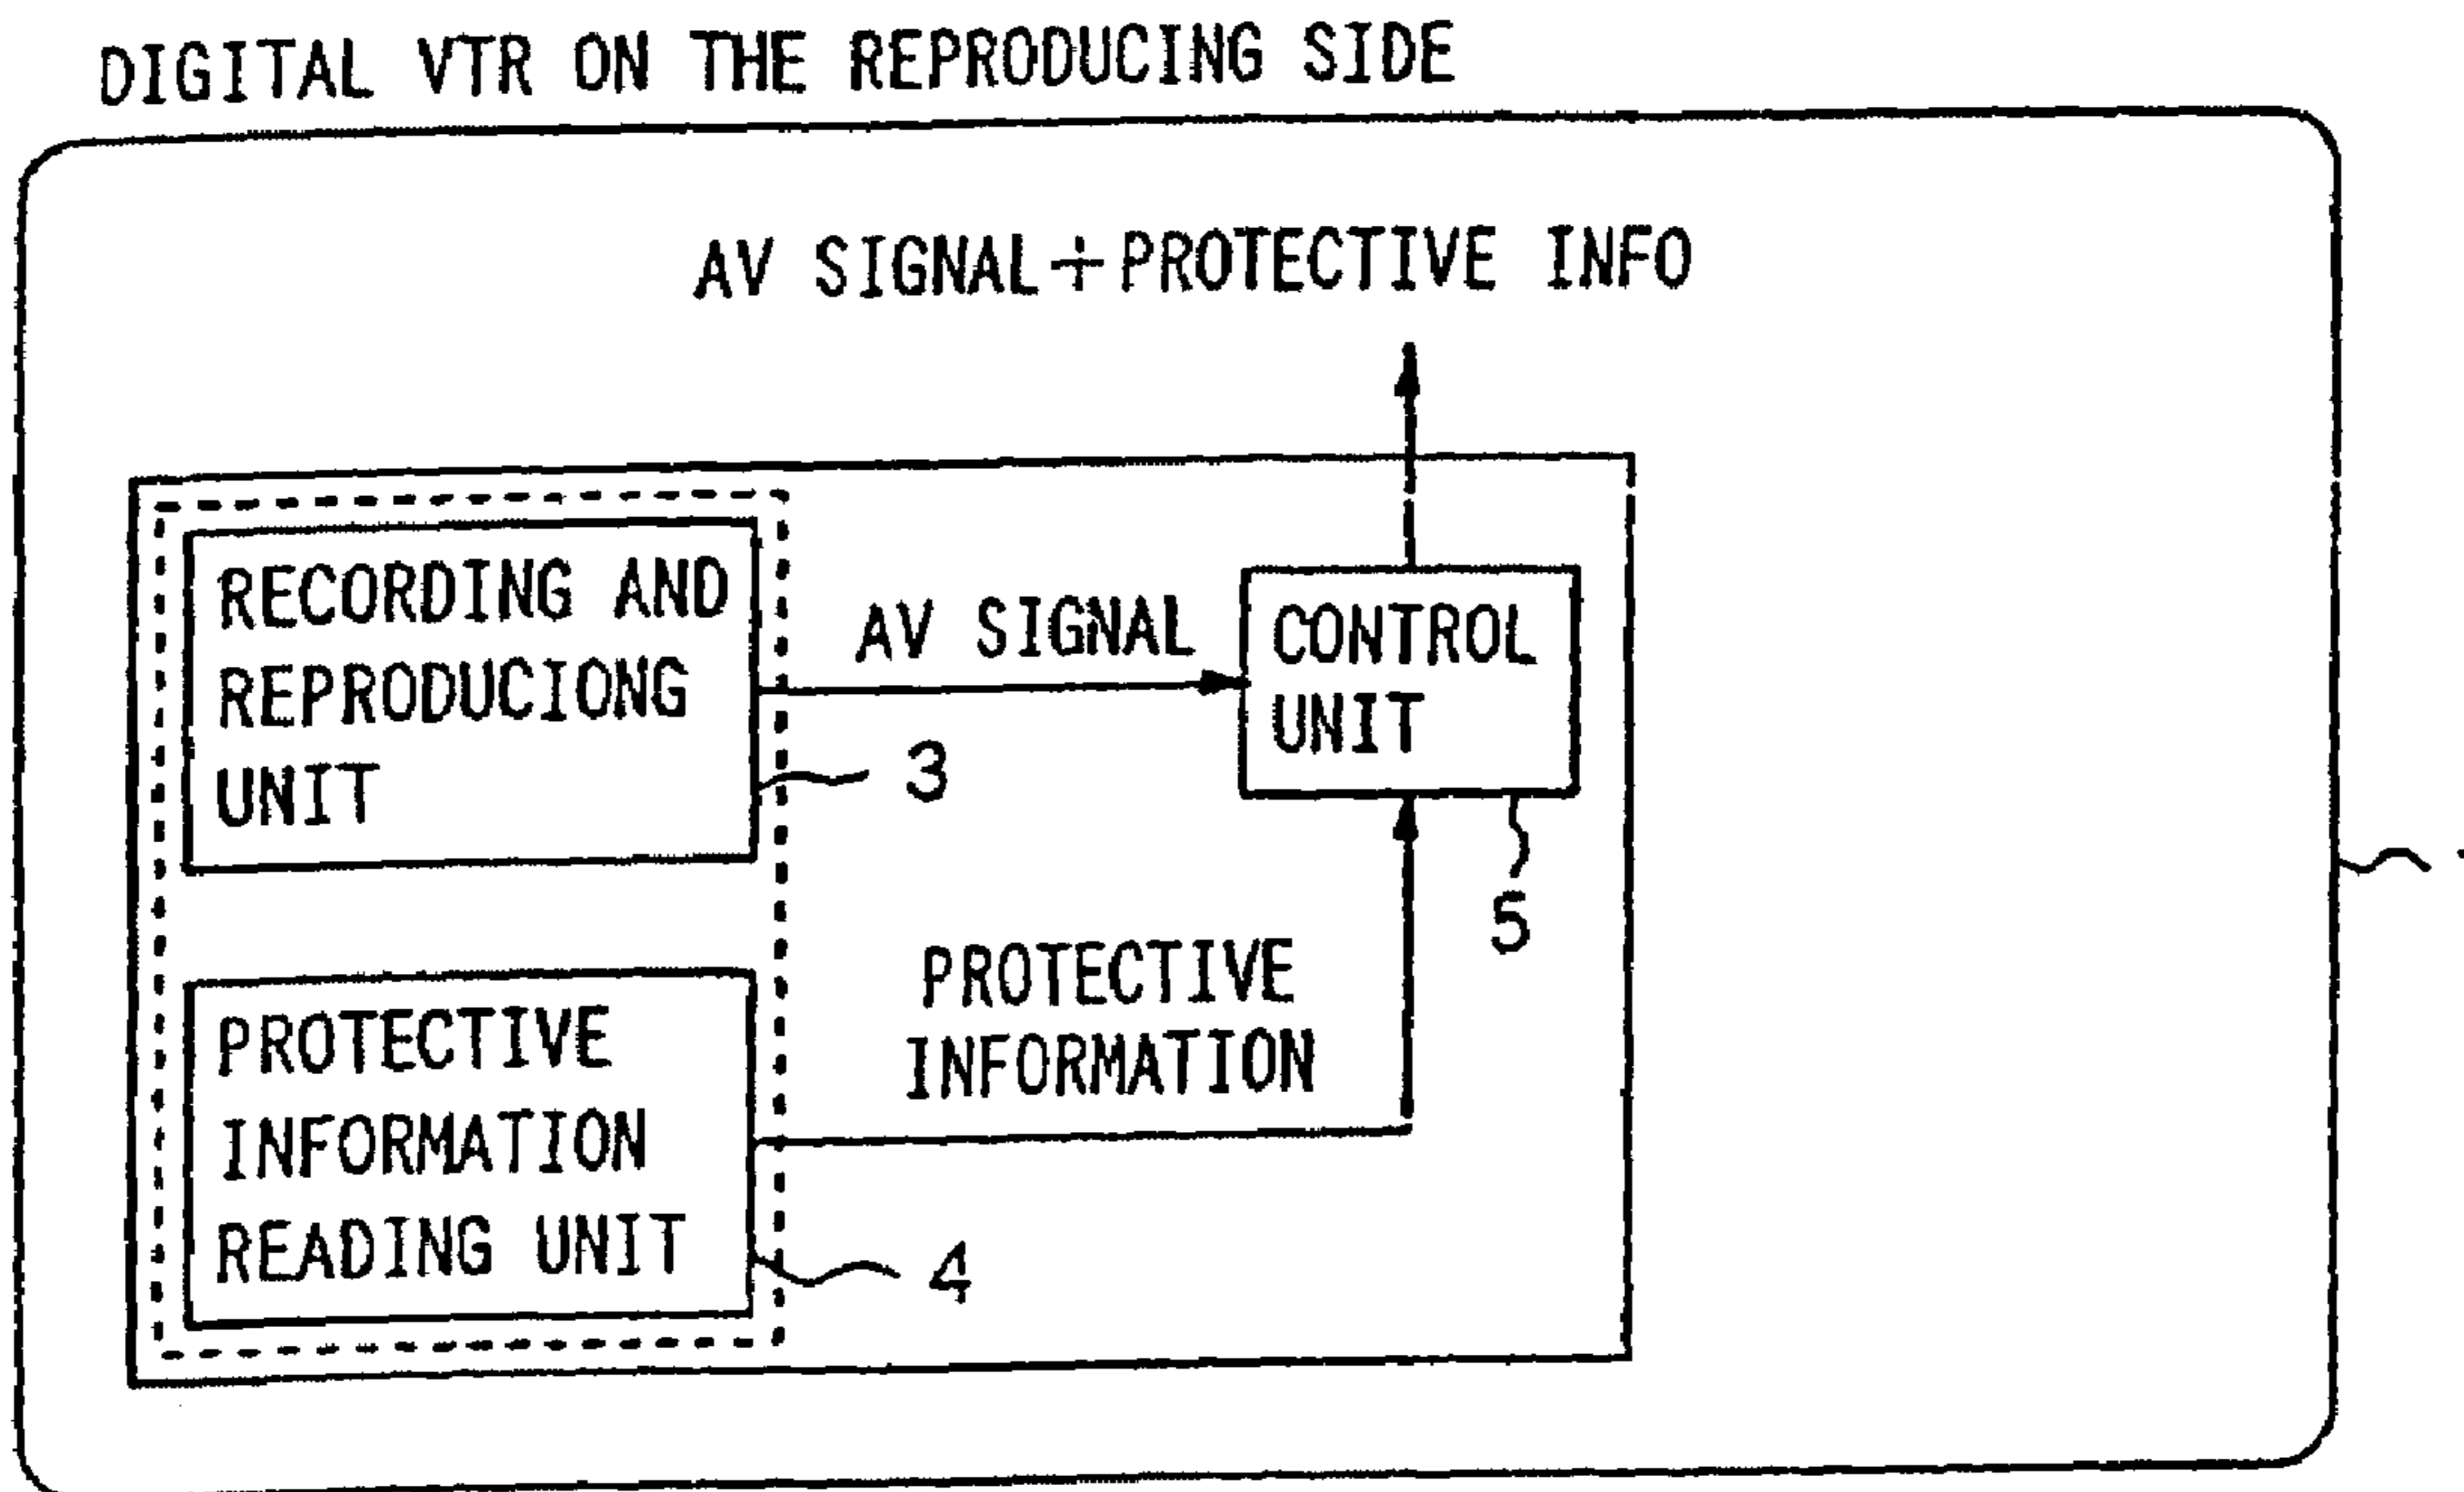 DIGITAL VTR ON THE REPRODUCING SIDE
AV SIGNAL+PROTECTIVE INFO
RECORDING AND
REPRODUCIONG
UNIT
AV SIGNAL
CONTROL
UNIT
3
5
PROTECTIVE
INFORMATION
PROTECTIVE
INFORMATION
READING UNIT
4